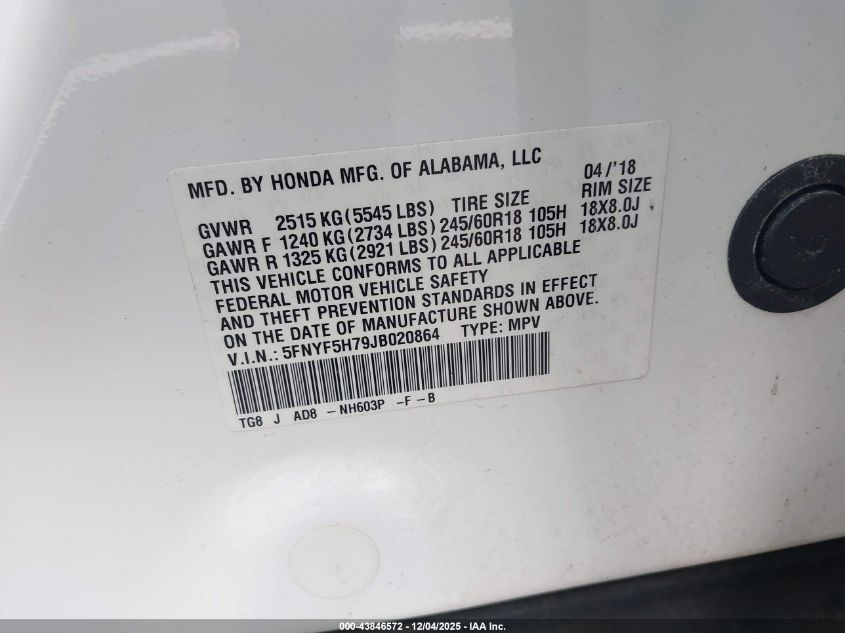 MFD. BY HONDA MFG. OF ALABAMA, LLC 04/'18
GVWR 2515 KG(5545 LBS) TIRE SIZE RIM SIZE
GAWR F 1240 KG(2734 LBS) 245/60R18 105H 18X8.0J
GAWR R 1325 KG(2921 LBS) 245/60R18 105H 18X8.0J
THIS VEHICLE CONFORMS TO ALL APPLICABLE
FEDERAL MOTOR VEHICLE SAFETY
AND THEFT PREVENTION STANDARDS IN EFFECT
ON THE DATE OF MANUFACTURE SHOWN ABOVE.
V.I.N.: 5FNYF5H79JB020864 TYPE: MPV
TG8 J AD8 - NH603P - F - B
000-43846572 - 12/04/2025 - IAA Inc.